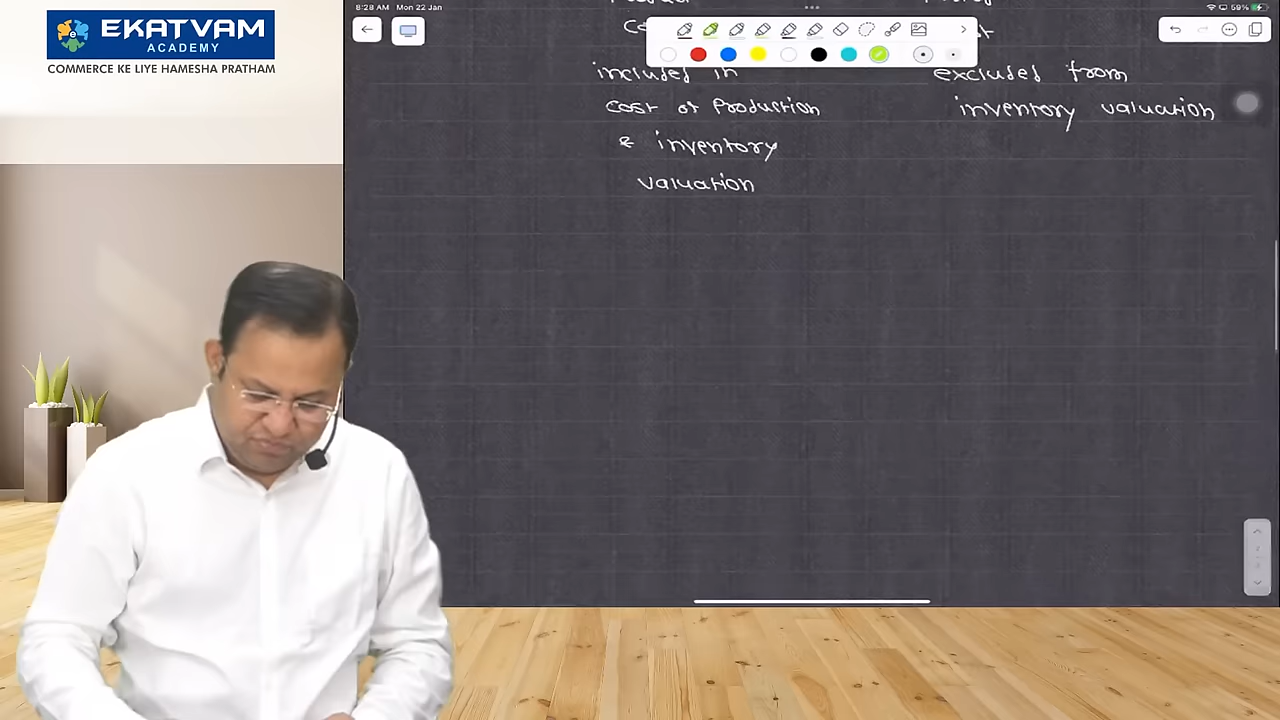 EKATVAM
ACADEMY
COMMERCE KE LIYE HAMESHA PRATHAM
8:28 AM Mon 22 Jan
59%
included in
cost of Production
& inventory
valuation
excluded from
inventory valuation